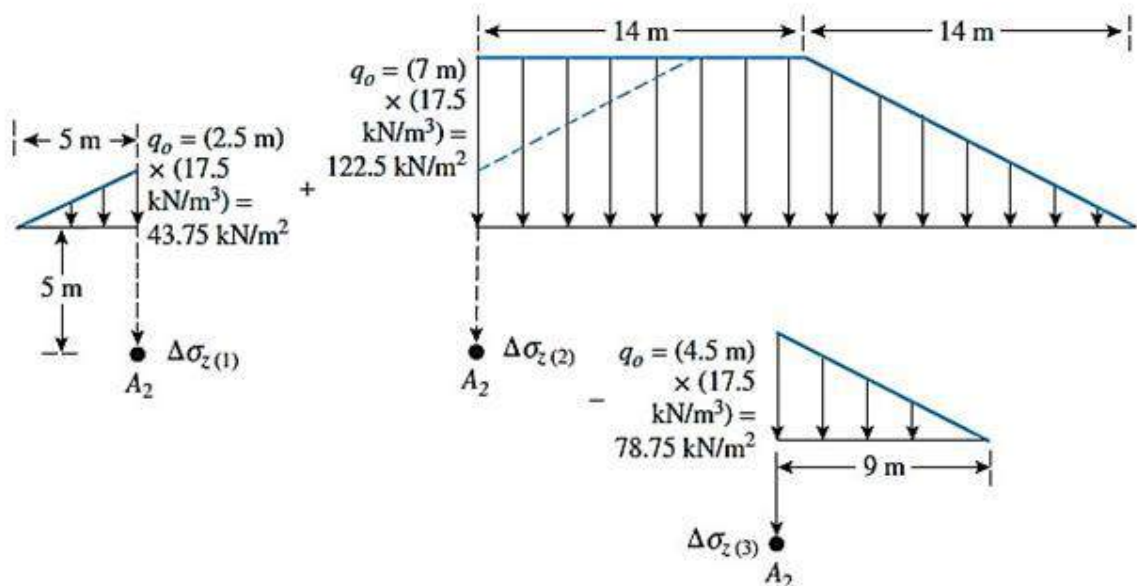 14 m
14 m
5 m
q_o = (2.5 m)
× (17.5
kN/m³) =
43.75 kN/m²
+
q_o = (7 m)
× (17.5
kN/m³) =
122.5 kN/m²
5 m
Δσ_z(1)
A₂
Δσ_z(2)
A₂
−
q_o = (4.5 m)
× (17.5
kN/m³) =
78.75 kN/m²
9 m
Δσ_z(3)
A₂